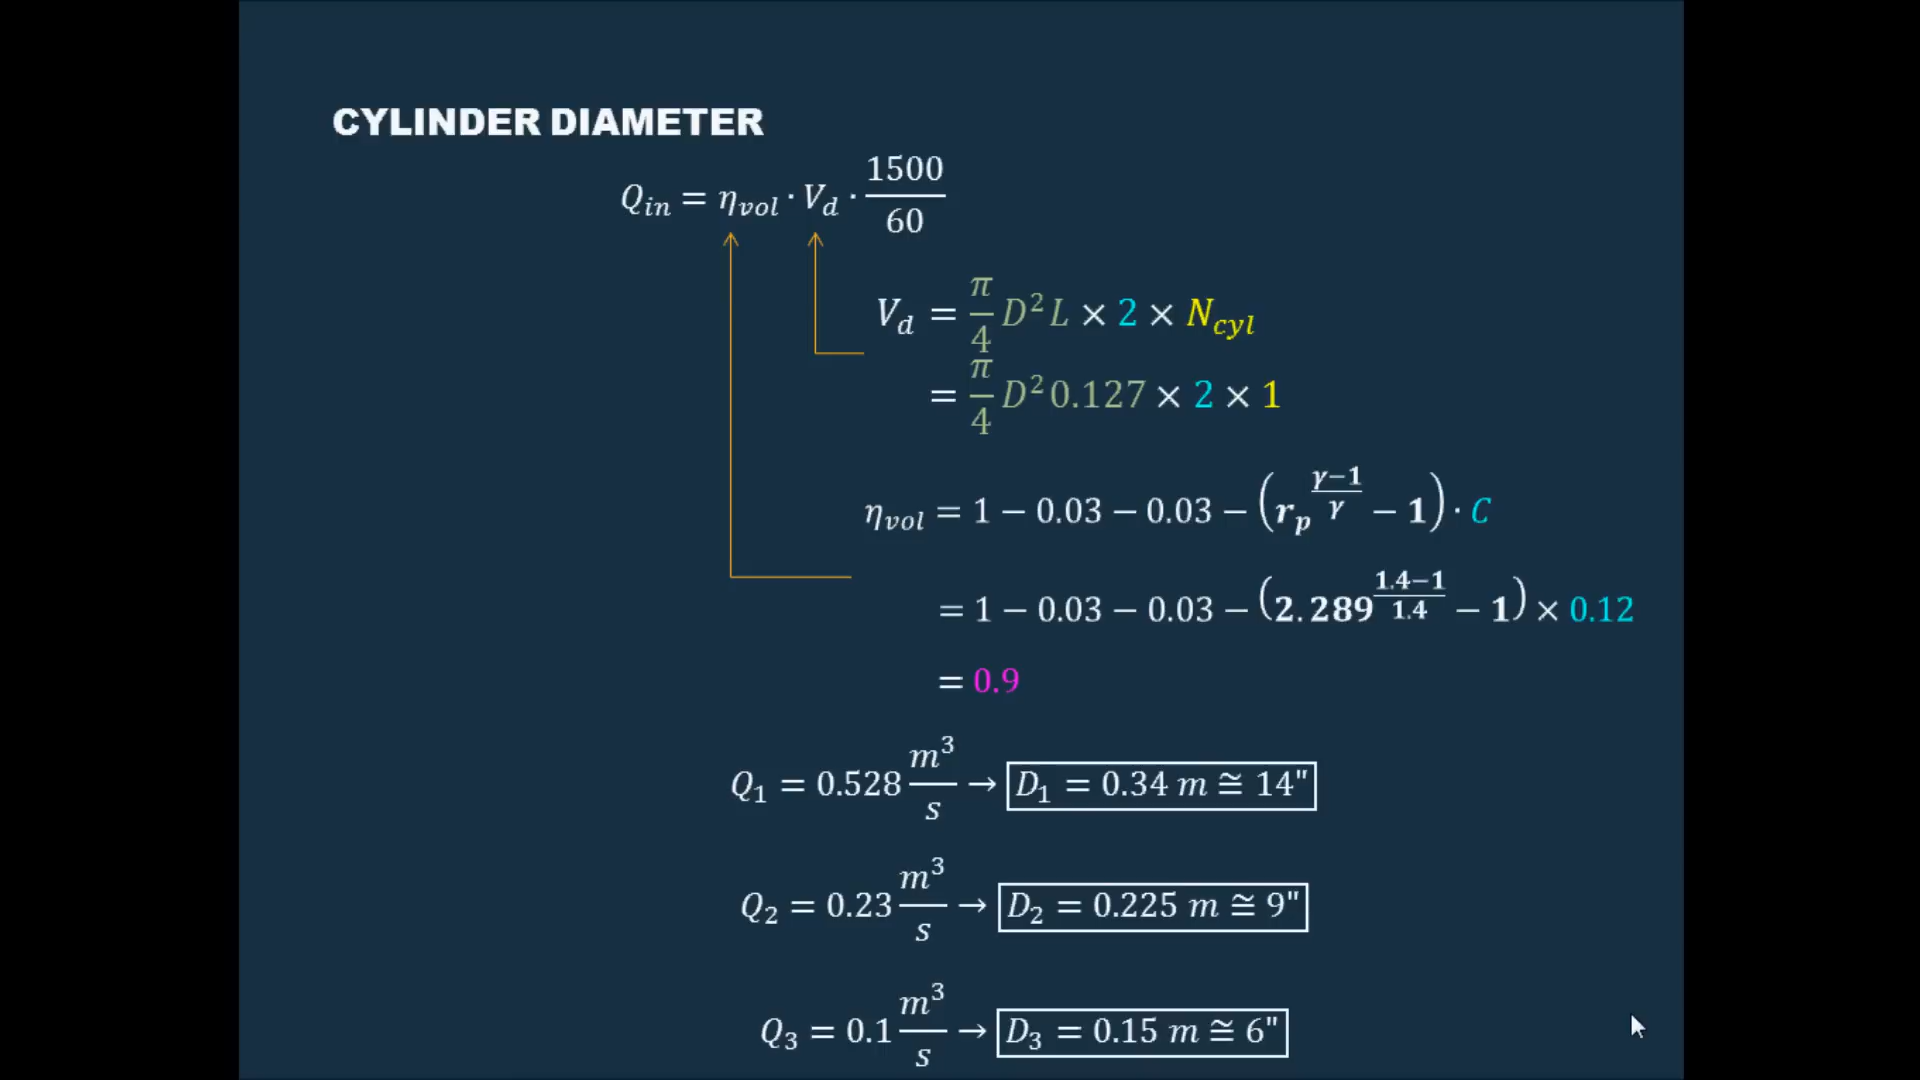 CYLINDER DIAMETER
Q_in = η_vol · V_d · 1500/60
V_d = π/4 D² L × 2 × N_cyl
= π/4 D² 0.127 × 2 × 1
η_vol = 1 − 0.03 − 0.03 − (r_p^((γ−1)/γ) − 1) · C
= 1 − 0.03 − 0.03 − (2.289^((1.4−1)/1.4) − 1) × 0.12
= 0.9
Q₁ = 0.528 m³/s → D₁ = 0.34 m ≅ 14"
Q₂ = 0.23 m³/s → D₂ = 0.225 m ≅ 9"
Q₃ = 0.1 m³/s → D₃ = 0.15 m ≅ 6"